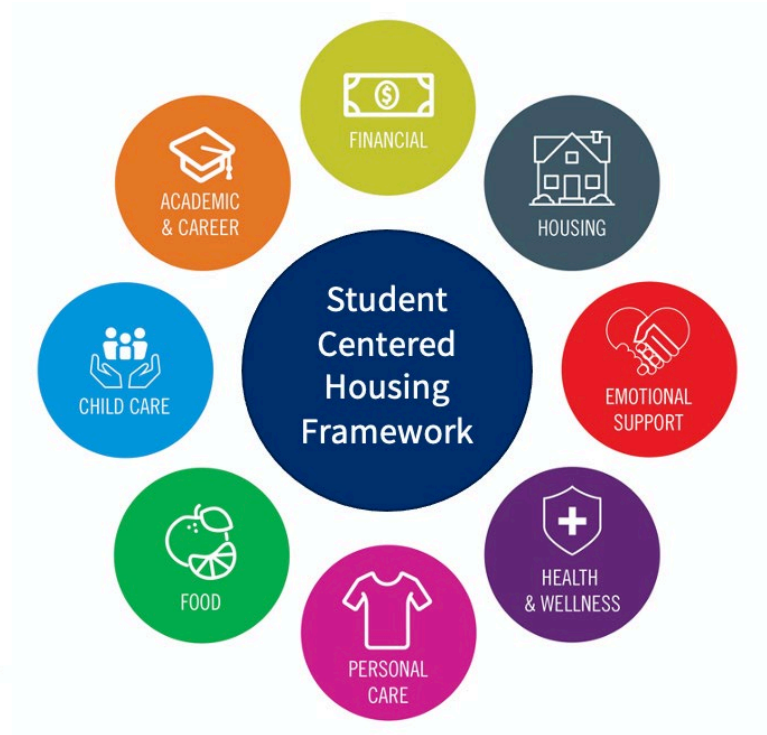 FINANCIAL
HOUSING
EMOTIONAL
SUPPORT
HEALTH
& WELLNESS
PERSONAL
CARE
FOOD
CHILD CARE
ACADEMIC
& CAREER
Student
Centered
Housing
Framework